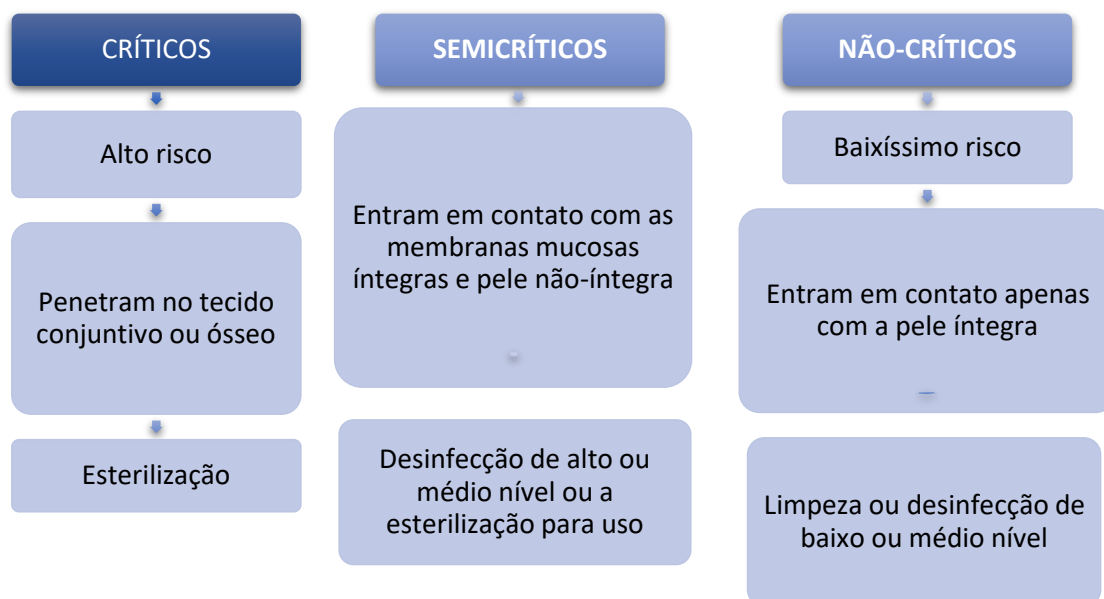 CRÍTICOS
Alto risco
Penetram no tecido
conjuntivo ou ósseo
Esterilização
SEMICRÍTICOS
Entram em contato com as
membranas mucosas
íntegras e pele não-íntegra
Desinfecção de alto ou
médio nível ou a
esterilização para uso
NÃO-CRÍTICOS
Baixíssimo risco
Entram em contato apenas
com a pele íntegra
Limpeza ou desinfecção de
baixo ou médio nível